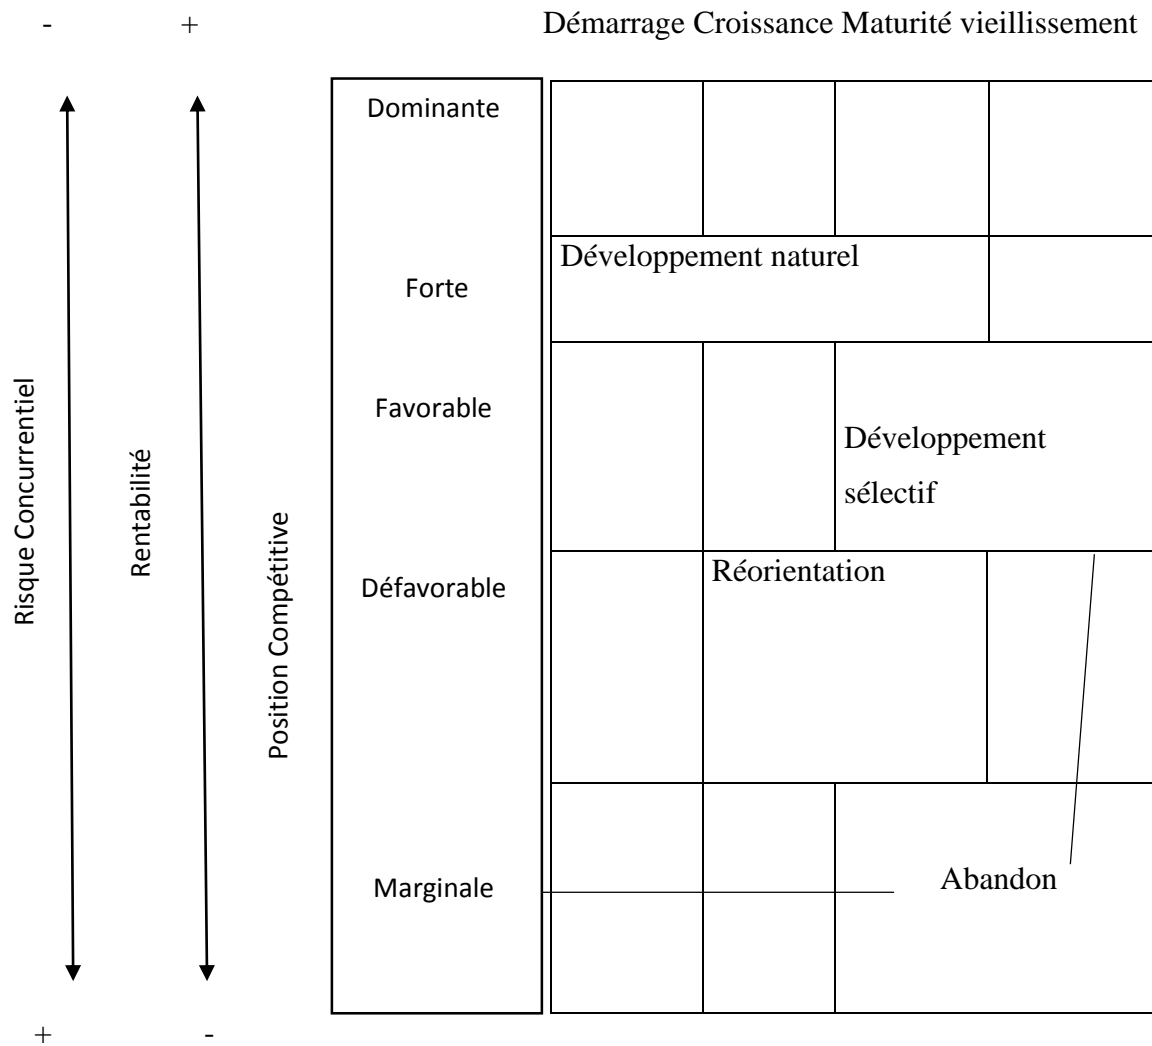 - +
Démarrage Croissance Maturité vieillissement
Dominante
Développement naturel
Forte
Favorable
Développement
sélectif
Risque Concurrentiel
Rentabilité
Position Compétitive
Réorientation
Défavorable
Abandon
Marginale
+ -